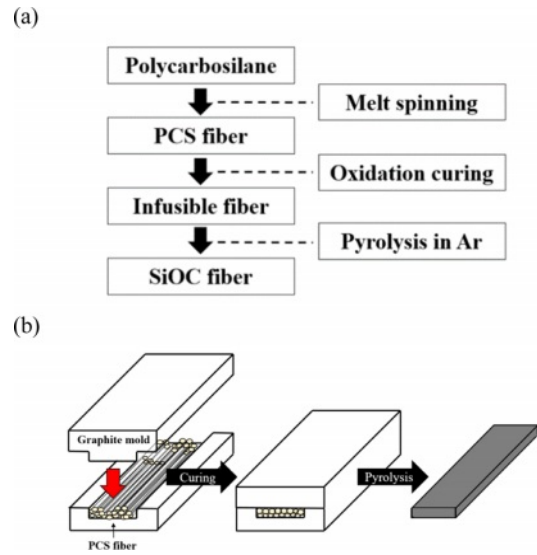 (a)
Polycarbosilane
Melt spinning
PCS fiber
Oxidation curing
Infusible fiber
Pyrolysis in Ar
SiOC fiber
(b)
Graphite mold
Curing
Pyrolysis
PCS fiber